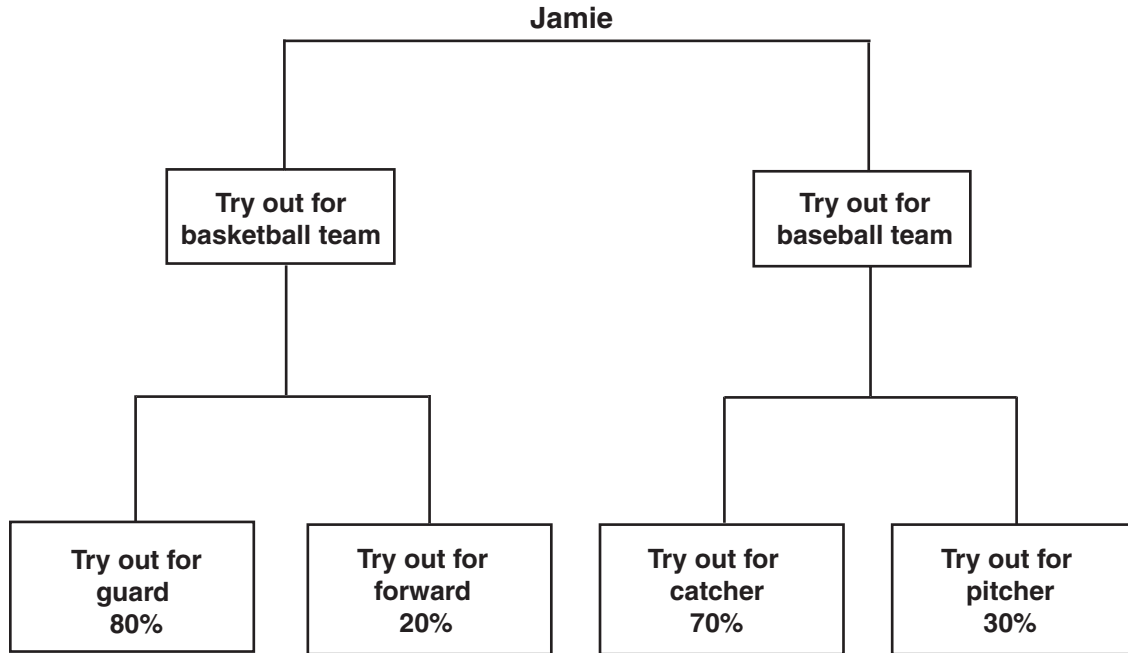 Jamie
Try out for
basketball team
Try out for
baseball team
Try out for
guard
80%
Try out for
forward
20%
Try out for
catcher
70%
Try out for
pitcher
30%